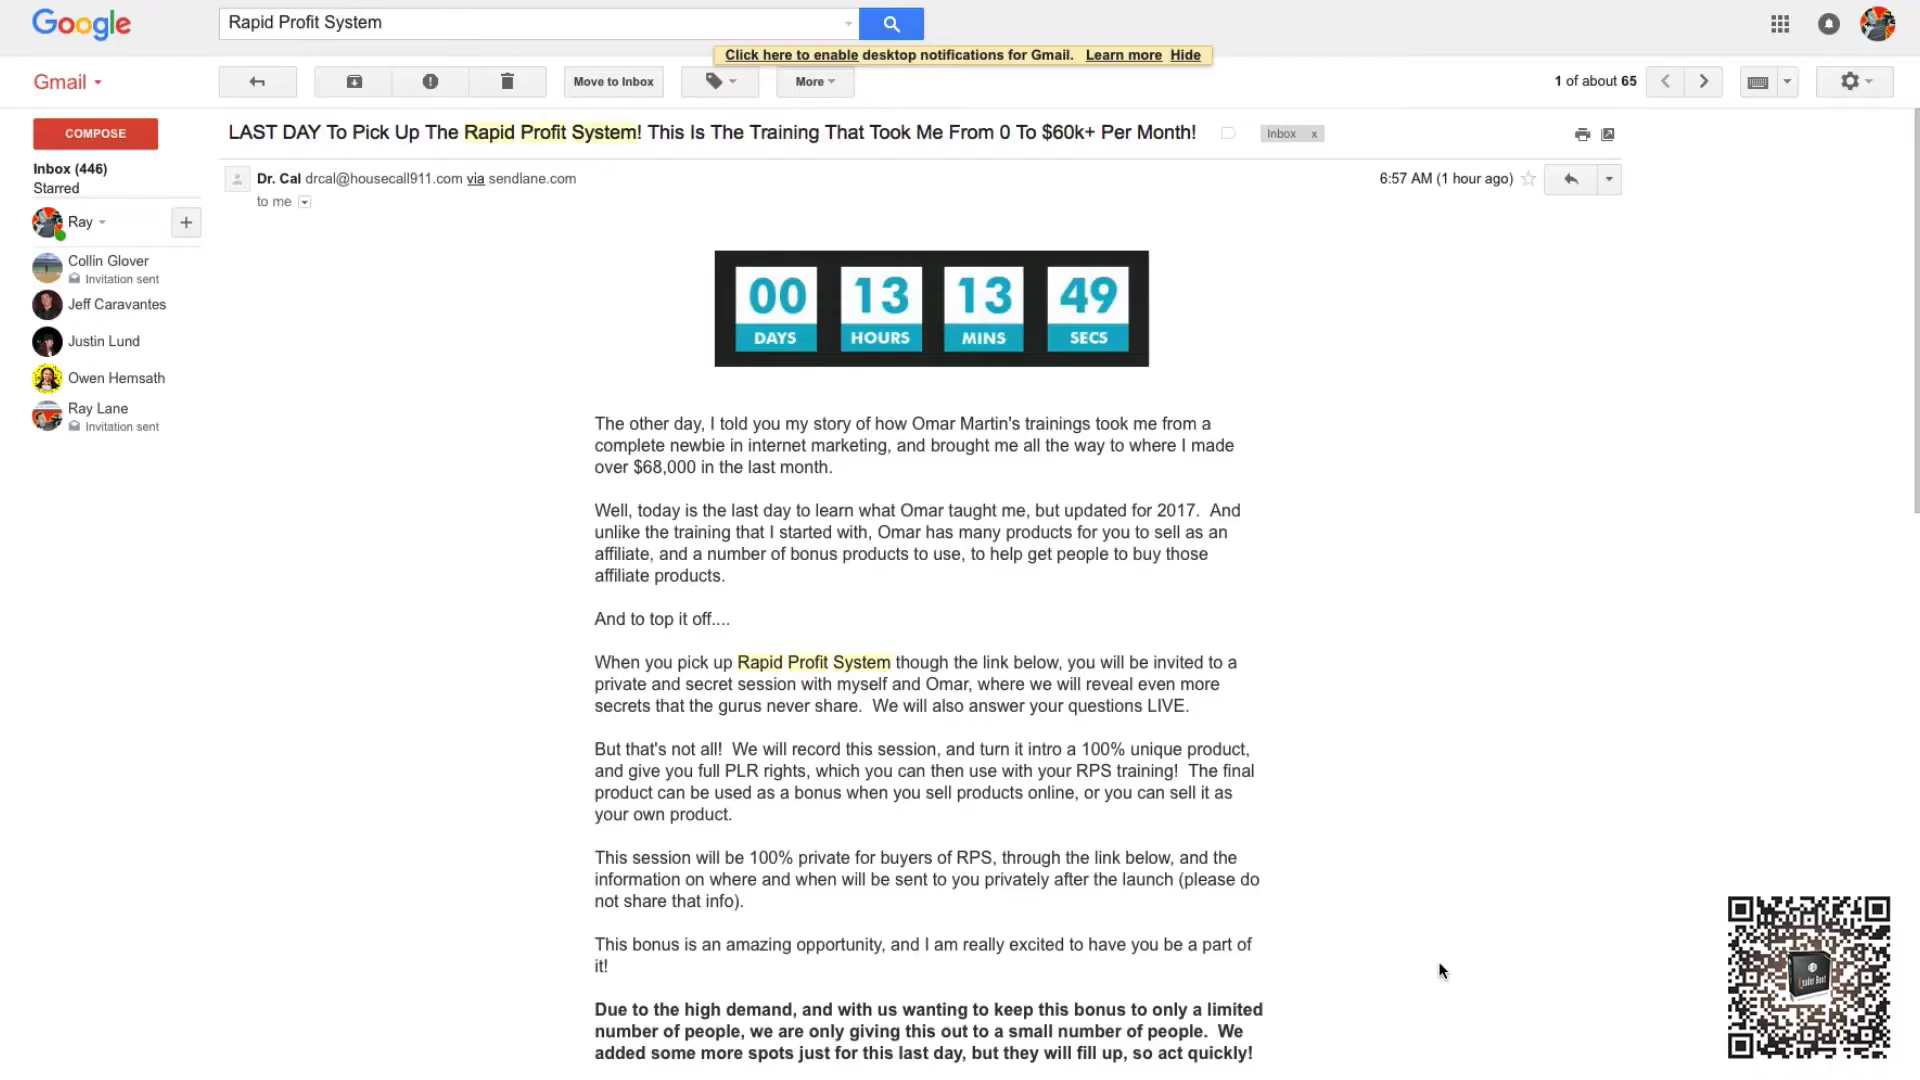 Google
Rapid Profit System
Click here to enable desktop notifications for Gmail. Learn more Hide
Gmail
Move to Inbox
More
1 of about 65
COMPOSE
LAST DAY To Pick Up The Rapid Profit System! This Is The Training That Took Me From 0 To $60k+ Per Month!
Inbox x
Inbox (446)
Starred
Dr. Cal drcal@housecall911.com via sendlane.com
6:57 AM (1 hour ago)
to me
Ray
Collin Glover
Invitation sent
Jeff Caravantes
Justin Lund
Owen Hemsath
Ray Lane
Invitation sent
00 13 13 49
DAYS HOURS MINS SECS
The other day, I told you my story of how Omar Martin's trainings took me from a
complete newbie in internet marketing, and brought me all the way to where I made
over $68,000 in the last month.
Well, today is the last day to learn what Omar taught me, but updated for 2017. And
unlike the training that I started with, Omar has many products for you to sell as an
affiliate, and a number of bonus products to use, to help get people to buy those
affiliate products.
And to top it off....
When you pick up Rapid Profit System though the link below, you will be invited to a
private and secret session with myself and Omar, where we will reveal even more
secrets that the gurus never share. We will also answer your questions LIVE.
But that's not all! We will record this session, and turn it intro a 100% unique product,
and give you full PLR rights, which you can then use with your RPS training! The final
product can be used as a bonus when you sell products online, or you can sell it as
your own product.
This session will be 100% private for buyers of RPS, through the link below, and the
information on where and when will be sent to you privately after the launch (please do
not share that info).
This bonus is an amazing opportunity, and I am really excited to have you be a part of
it!
Due to the high demand, and with us wanting to keep this bonus to only a limited
number of people, we are only giving this out to a small number of people. We
added some more spots just for this last day, but they will fill up, so act quickly!